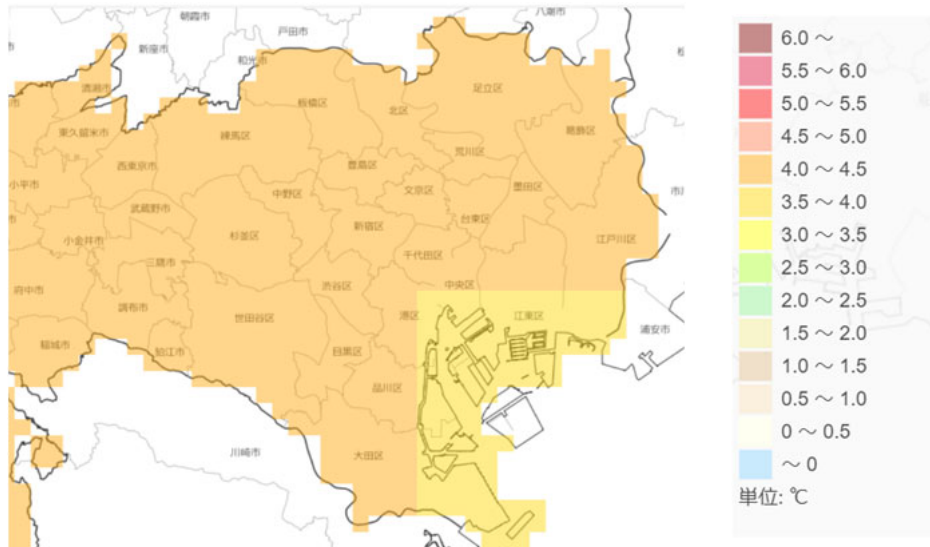 朝霞市
戸田市
八潮市
新座市
和光市
清瀬市
板橋区
北区
足立区
葛飾区
東久留米市
練馬区
西東京市
豊島区
荒川区
小平市
中野区
文京区
墨田区
武蔵野市
台東区
小金井市
杉並区
新宿区
江戸川区
三鷹市
千代田区
府中市
調布市
渋谷区
中央区
世田谷区
港区
江東区
浦安市
稲城市
狛江市
目黒区
品川区
川崎市
大田区
6.0 ～
5.5 ～ 6.0
5.0 ～ 5.5
4.5 ～ 5.0
4.0 ～ 4.5
3.5 ～ 4.0
3.0 ～ 3.5
2.5 ～ 3.0
2.0 ～ 2.5
1.5 ～ 2.0
1.0 ～ 1.5
0.5 ～ 1.0
0 ～ 0.5
～ 0
単位: ℃